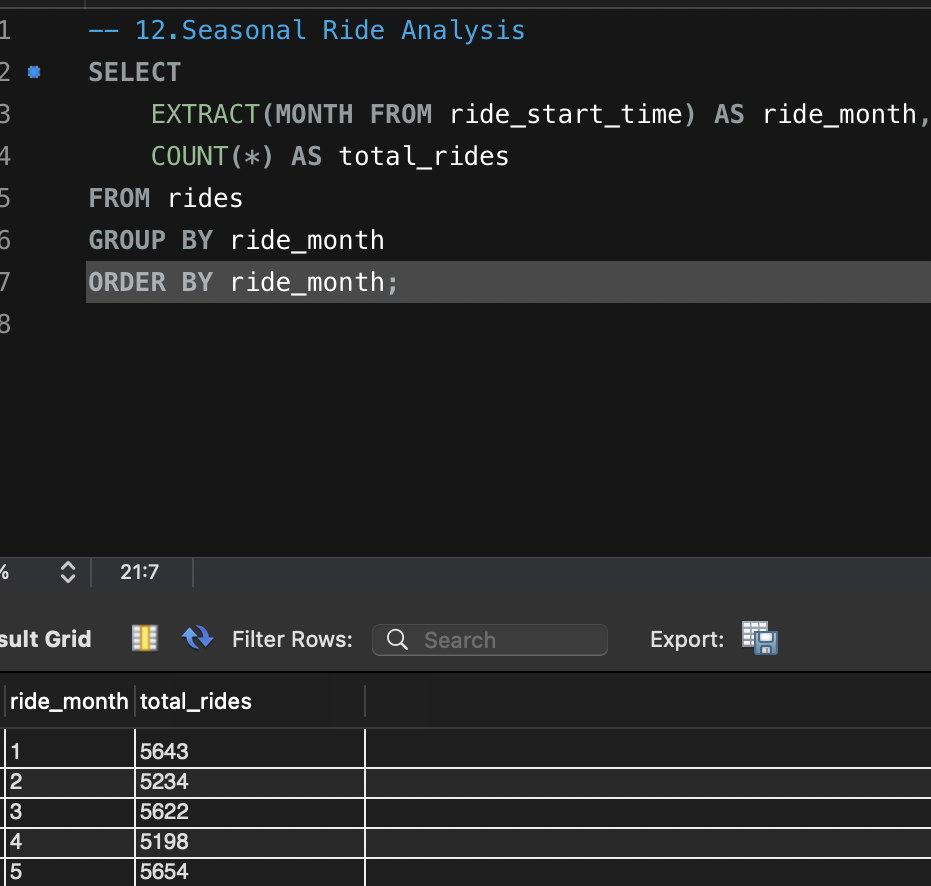 1 -- 12.Seasonal Ride Analysis
2 SELECT
3 EXTRACT(MONTH FROM ride_start_time) AS ride_month,
4 COUNT(*) AS total_rides
5 FROM rides
6 GROUP BY ride_month
7 ORDER BY ride_month;
8
% 21:7
sult Grid Filter Rows: Search Export:
ride_month total_rides
1 5643
2 5234
3 5622
4 5198
5 5654